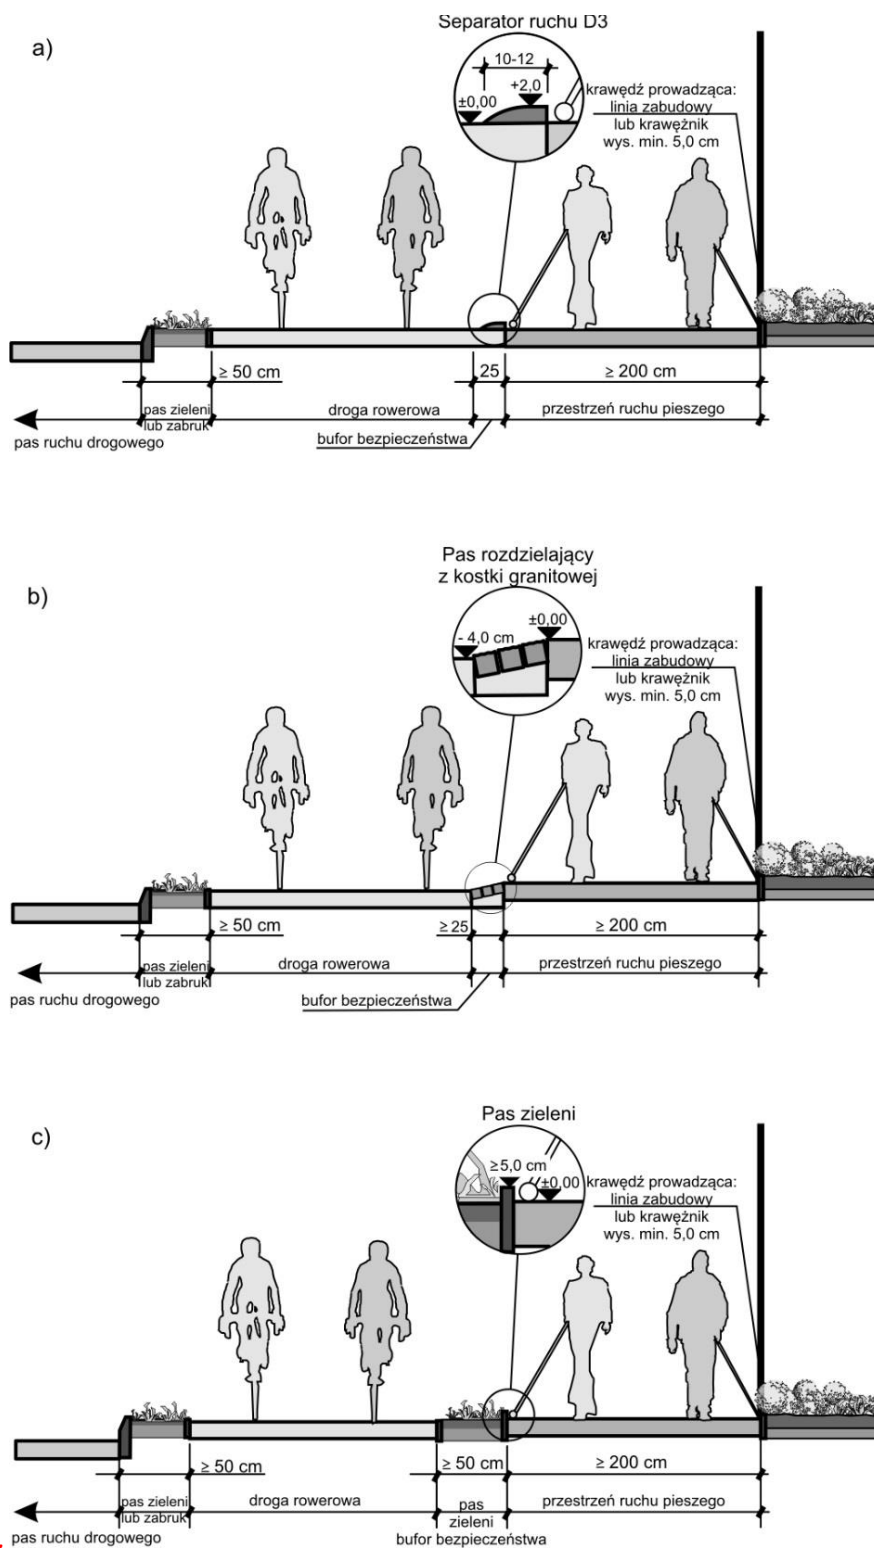 a)
Separator ruchu D3
10-12
+2,0
±0,00
krawędź prowadząca:
linia zabudowy
lub krawężnik
wys. min. 5,0 cm
≥ 50 cm
25
≥ 200 cm
pas zieleni
lub zabruk
droga rowerowa
przestrzeń ruchu pieszego
pas ruchu drogowego
bufor bezpieczeństwa
b)
Pas rozdzielający
z kostki granitowej
±0,00
- 4,0 cm
krawędź prowadząca:
linia zabudowy
lub krawężnik
wys. min. 5,0 cm
≥ 50 cm
≥ 25
≥ 200 cm
pas zieleni
lub zabruk
droga rowerowa
przestrzeń ruchu pieszego
pas ruchu drogowego
bufor bezpieczeństwa
c)
Pas zieleni
≥ 5,0 cm
±0,00
krawędź prowadząca:
linia zabudowy
lub krawężnik
wys. min. 5,0 cm
≥ 50 cm
≥ 50 cm
≥ 200 cm
pas zieleni
lub zabruk
droga rowerowa
pas
zieleni
przestrzeń ruchu pieszego
pas ruchu drogowego
bufor bezpieczeństwa